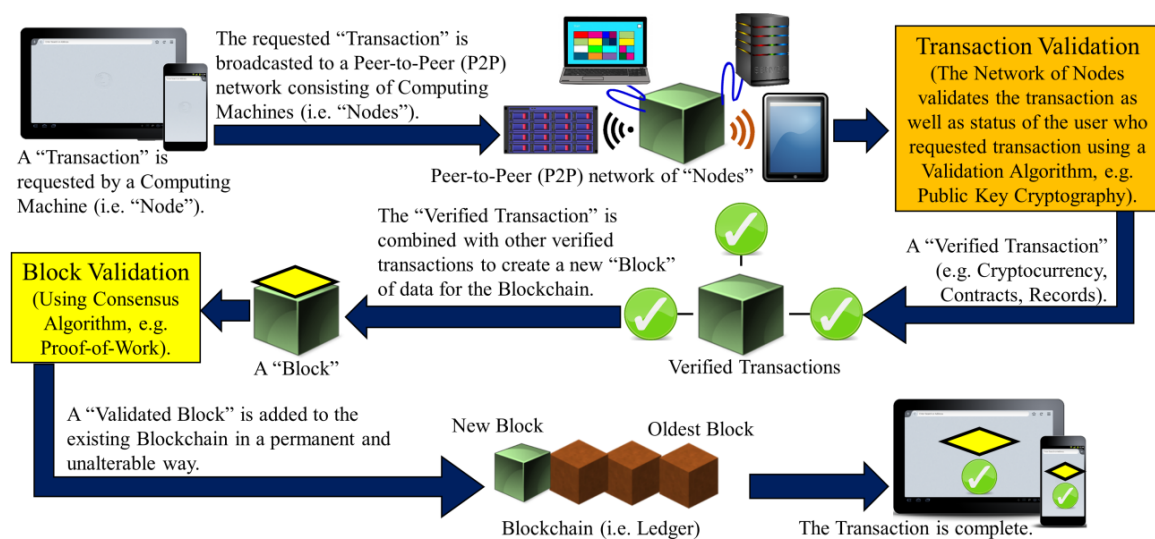 The requested “Transaction” is
broadcasted to a Peer-to-Peer (P2P)
network consisting of Computing
Machines (i.e. “Nodes”).
A “Transaction” is
requested by a Computing
Machine (i.e. “Node”).
Peer-to-Peer (P2P) network of “Nodes”
Transaction Validation
(The Network of Nodes
validates the transaction as
well as status of the user who
requested transaction using a
Validation Algorithm, e.g.
Public Key Cryptography).
A “Verified Transaction”
(e.g. Cryptocurrency,
Contracts, Records).
Verified Transactions
The “Verified Transaction” is
combined with other verified
transactions to create a new “Block”
of data for the Blockchain.
A “Block”
Block Validation
(Using Consensus
Algorithm, e.g.
Proof-of-Work).
A “Validated Block” is added to the
existing Blockchain in a permanent and
unalterable way.
New Block
Oldest Block
Blockchain (i.e. Ledger)
The Transaction is complete.